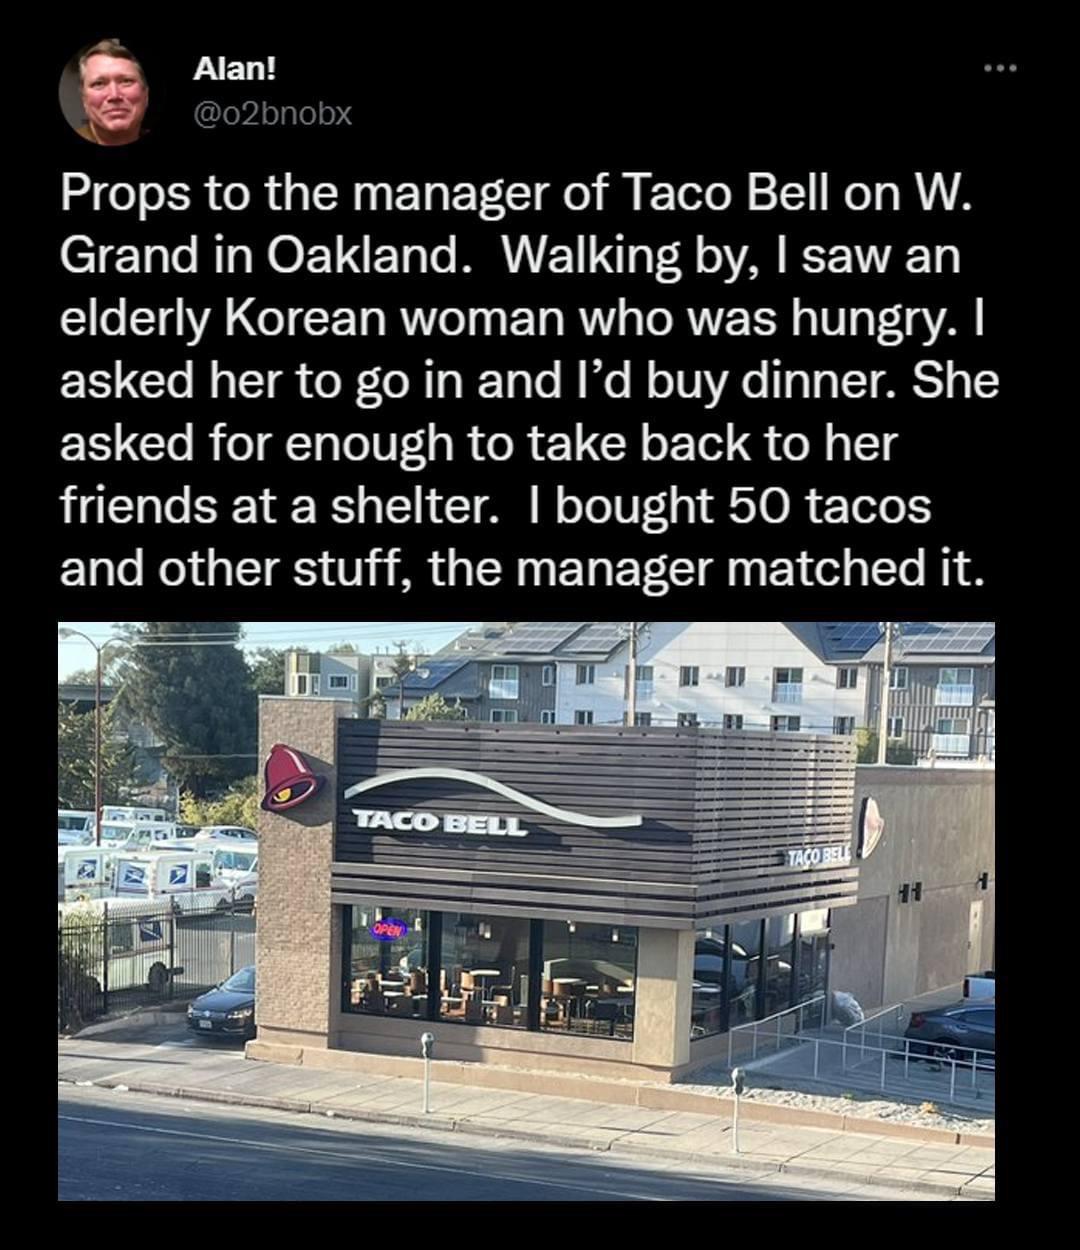 Alan!
@o2bnobx
Props to the manager of Taco Bell on W.
Grand in Oakland.  Walking by, I saw an
elderly Korean woman who was hungry. I
asked her to go in and I’d buy dinner. She
asked for enough to take back to her
friends at a shelter.  I bought 50 tacos
and other stuff, the manager matched it.
TACO BELL
TACO BELL
OPEN